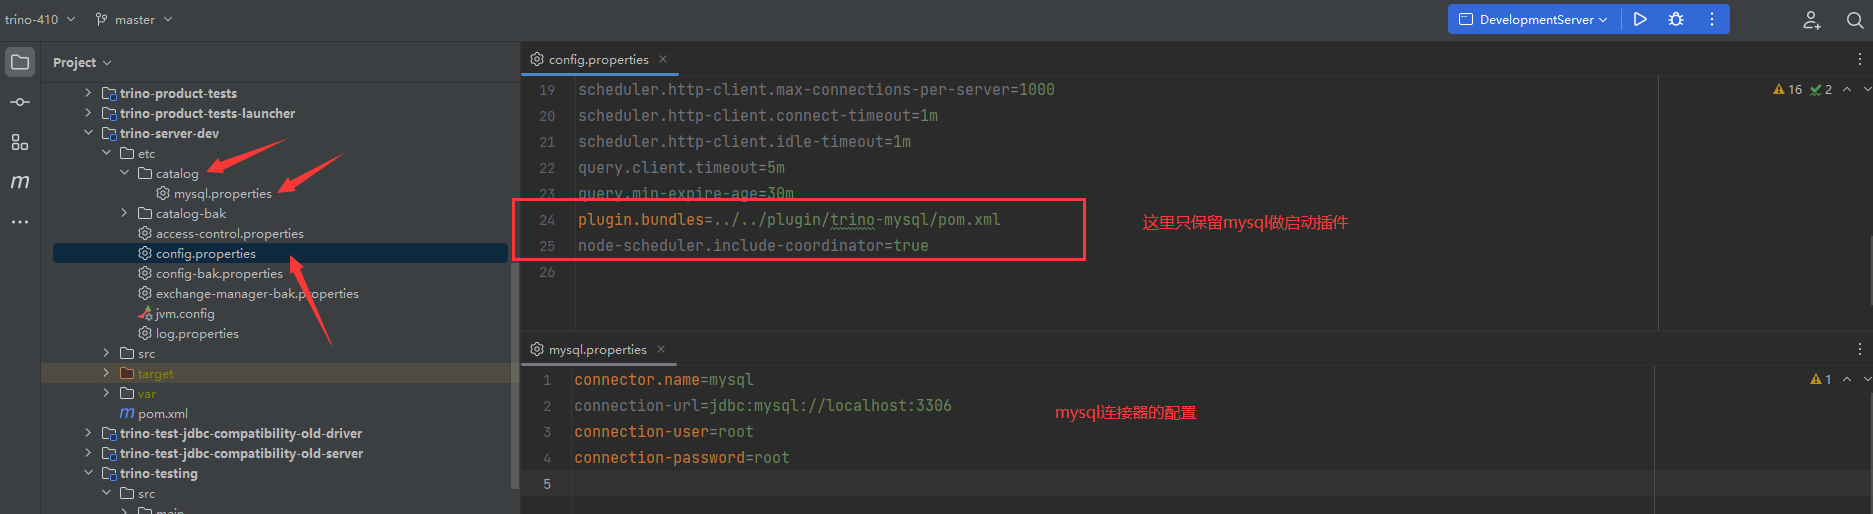 trino-410
master
DevelopmentServer
Project
trino-product-tests
trino-product-tests-launcher
trino-server-dev
etc
catalog
mysql.properties
catalog-bak
access-control.properties
config.properties
config-bak.properties
exchange-manager-bak.properties
jvm.config
log.properties
src
target
var
m pom.xml
trino-test-jdbc-compatibility-old-driver
trino-test-jdbc-compatibility-old-server
trino-testing
src
main
config.properties
16 2
19 scheduler.http-client.max-connections-per-server=1000
20 scheduler.http-client.connect-timeout=1m
21 scheduler.http-client.idle-timeout=1m
22 query.client.timeout=5m
23 query.min-expire-age=30m
24 plugin.bundles=../../plugin/trino-mysql/pom.xml
25 node-scheduler.include-coordinator=true
26
这里只保留mysql做启动插件
mysql.properties
1
1 connector.name=mysql
2 connection-url=jdbc:mysql://localhost:3306
3 connection-user=root
4 connection-password=root
5
mysql连接器的配置